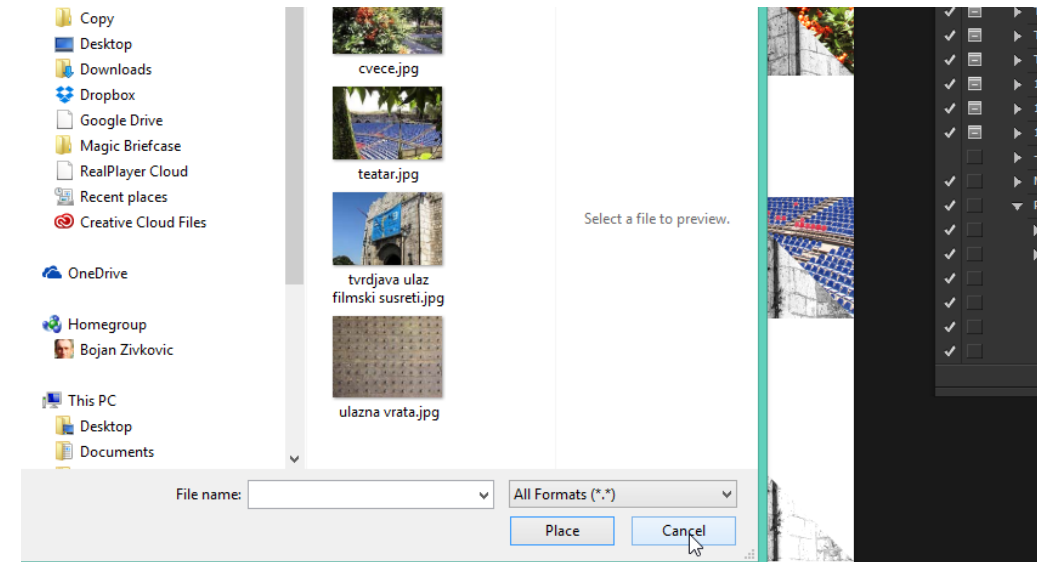 Copy
Desktop
Downloads
Dropbox
Google Drive
Magic Briefcase
RealPlayer Cloud
Recent places
Creative Cloud Files
OneDrive
Homegroup
Bojan Zivkovic
This PC
Desktop
Documents
cvece.jpg
teatar.jpg
tvrdjava ulaz
filmski susreti.jpg
ulazna vrata.jpg
Select a file to preview.
File name:
All Formats (*.*)
Place
Cancel